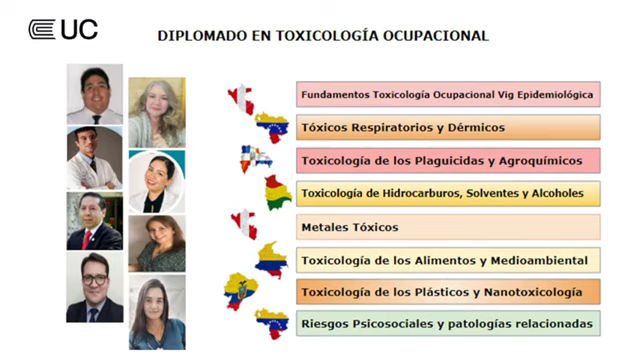 UC
DIPLOMADO EN TOXICOLOGÍA OCUPACIONAL
Fundamentos Toxicología Ocupacional Vig Epidemiológica
Tóxicos Respiratorios y Dérmicos
Toxicología de los Plaguicidas y Agroquímicos
Toxicología de Hidrocarburos, Solventes y Alcoholes
Metales Tóxicos
Toxicología de los Alimentos y Medioambiental
Toxicología de los Plásticos y Nanotoxicología
Riesgos Psicosociales y patologías relacionadas